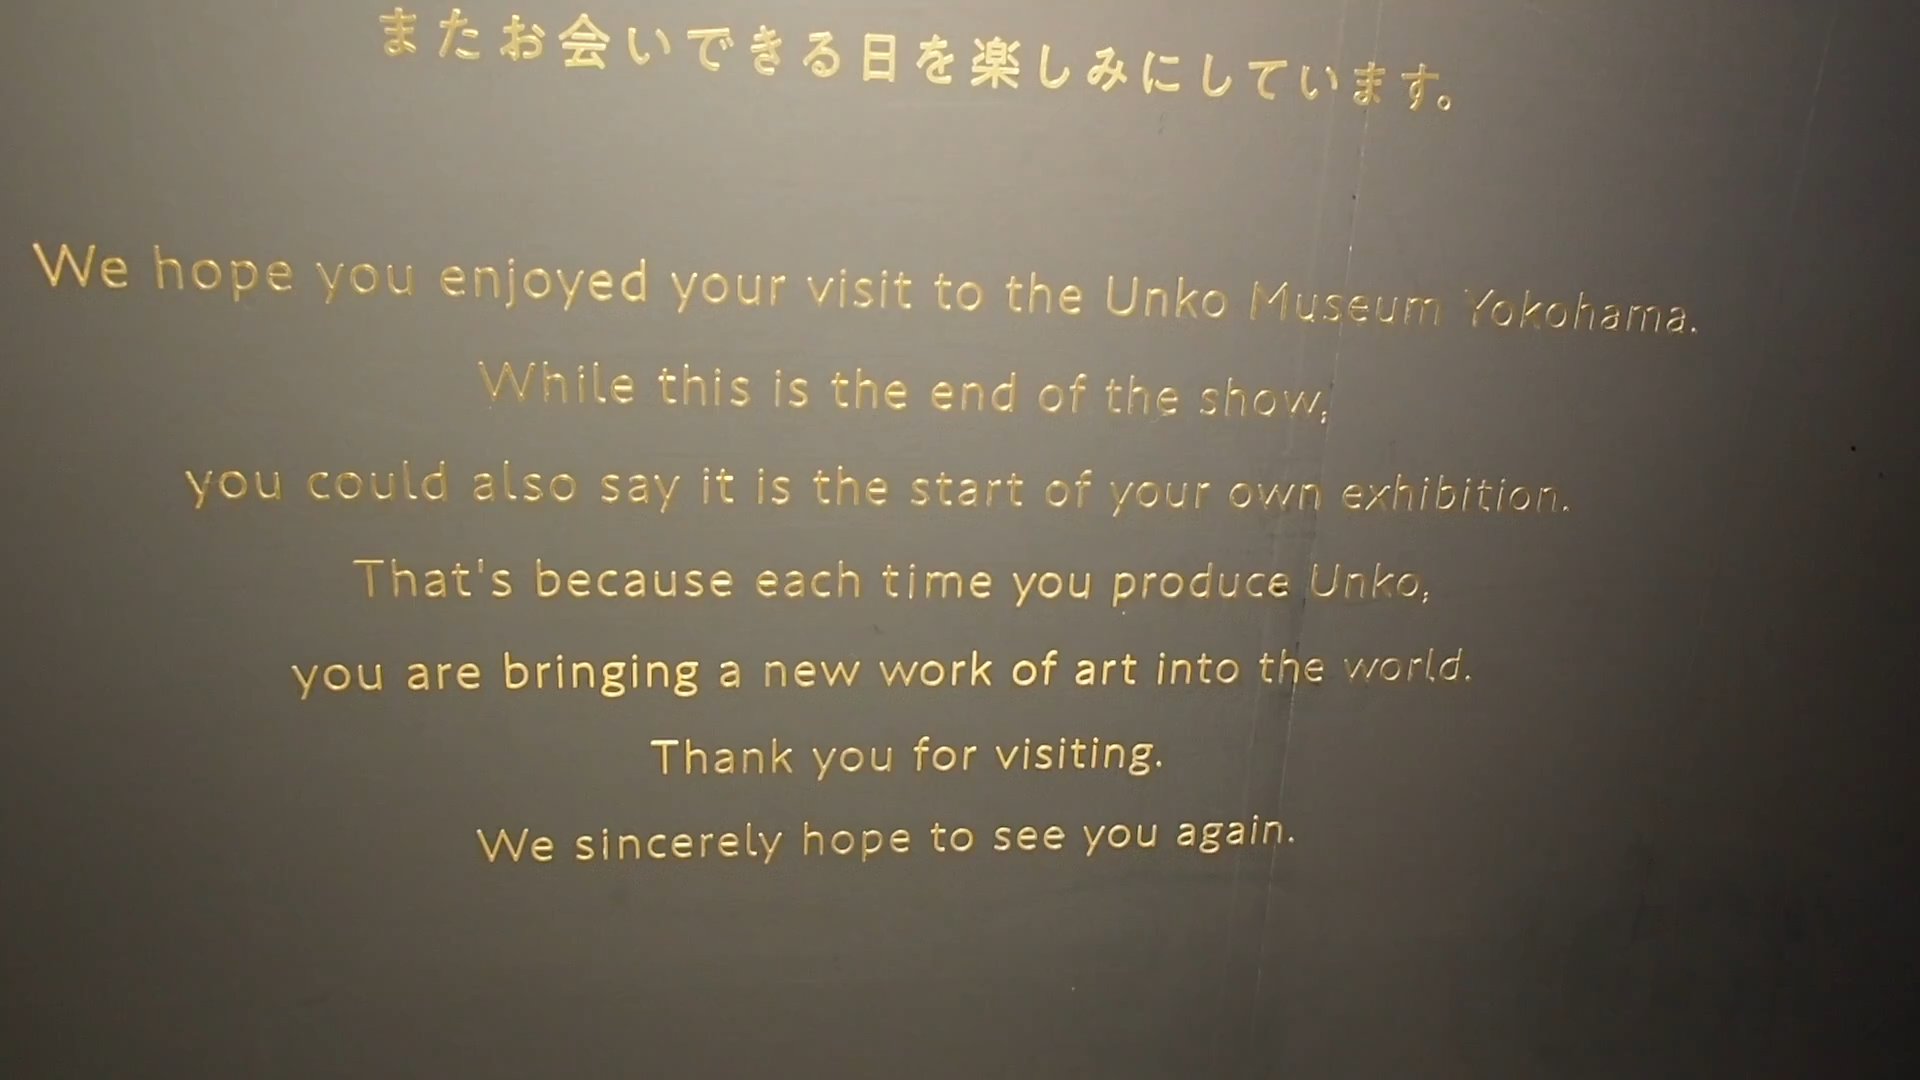 またお会いできる日を楽しみにしています。
We hope you enjoyed your visit to the Unko Museum Yokohama.
While this is the end of the show,
you could also say it is the start of your own exhibition.
That's because each time you produce Unko,
you are bringing a new work of art into the world.
Thank you for visiting.
We sincerely hope to see you again.